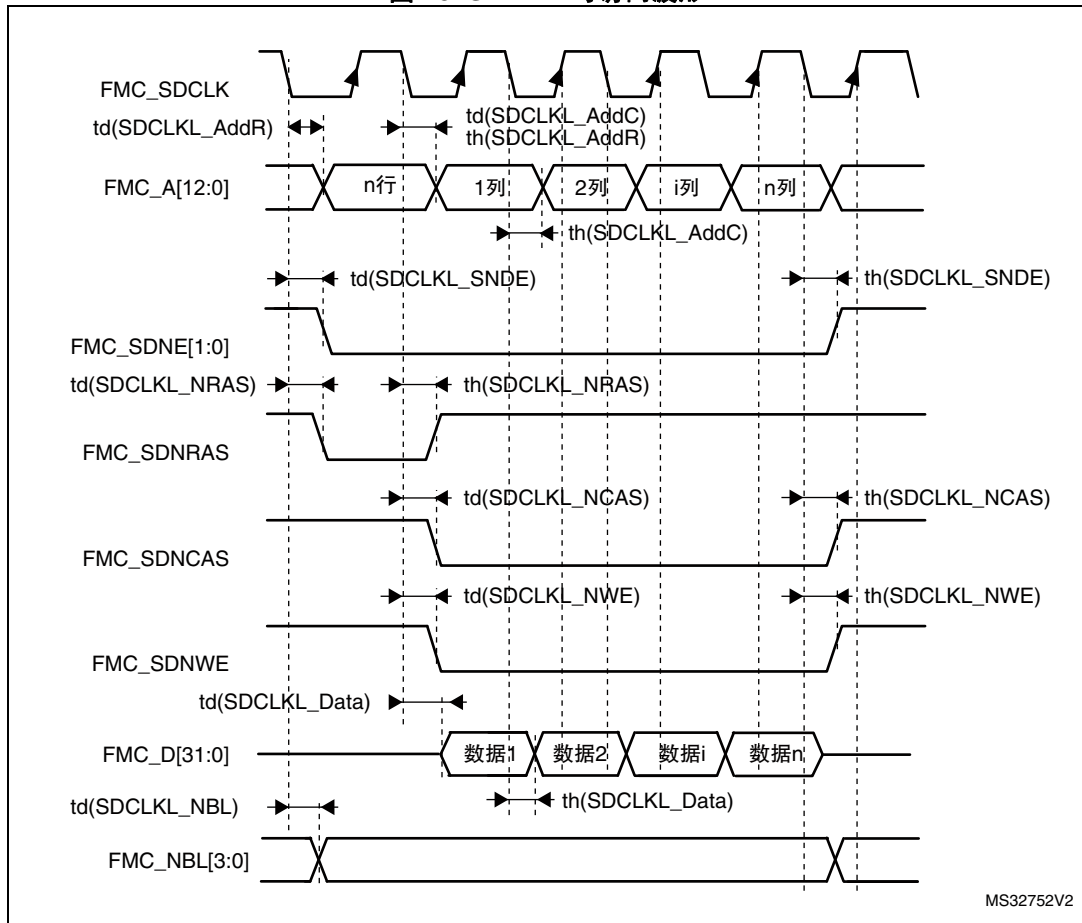 FMC_SDCLK
td(SDCLKL_AddR)
td(SDCLKL_AddC)
th(SDCLKL_AddR)
FMC_A[12:0]
n行
1列
2列
i列
n列
th(SDCLKL_AddC)
td(SDCLKL_SNDE)
th(SDCLKL_SNDE)
FMC_SDNE[1:0]
td(SDCLKL_NRAS)
th(SDCLKL_NRAS)
FMC_SDNRAS
td(SDCLKL_NCAS)
th(SDCLKL_NCAS)
FMC_SDNCAS
td(SDCLKL_NWE)
th(SDCLKL_NWE)
FMC_SDNWE
td(SDCLKL_Data)
FMC_D[31:0]
数据1
数据2
数据i
数据n
td(SDCLKL_NBL)
th(SDCLKL_Data)
FMC_NBL[3:0]
MS32752V2